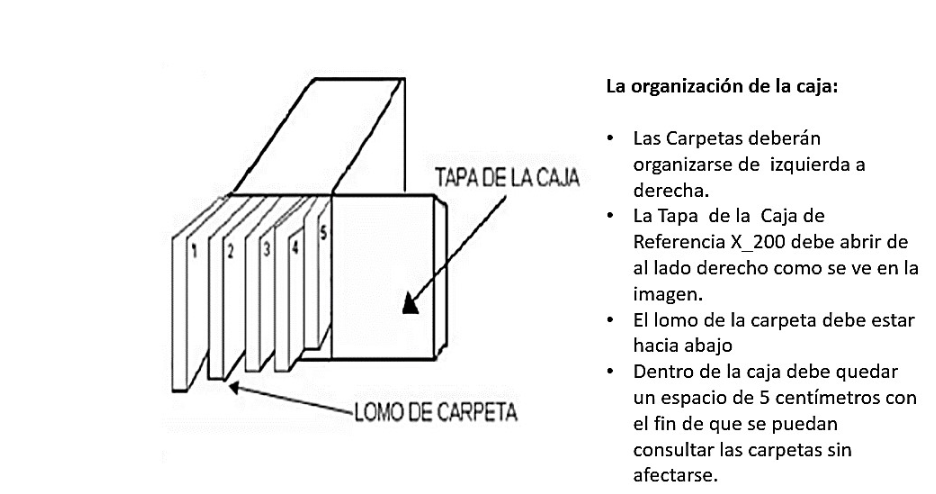 La organización de la caja:
• Las Carpetas deberán
organizarse de izquierda a
derecha.
• La Tapa de la Caja de
Referencia X_200 debe abrir de
al lado derecho como se ve en la
imagen.
• El lomo de la carpeta debe estar
hacia abajo
• Dentro de la caja debe quedar
un espacio de 5 centímetros con
el fin de que se puedan
consultar las carpetas sin
afectarse.
TAPA DE LA CAJA
1 2 3 4 5
LOMO DE CARPETA